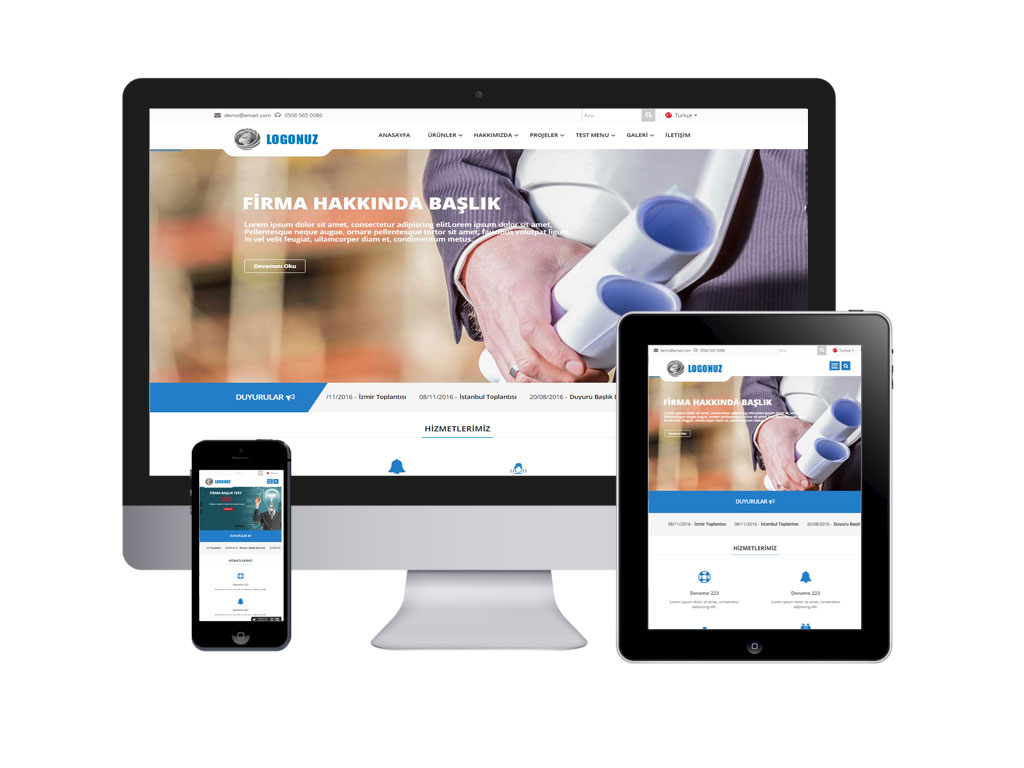 demo@email.com 0506 565 0086
Ara...
Türkçe
LOGONUZ
ANASAYFA ÜRÜNLER HAKKIMIZDA PROJELER TEST MENU GALERİ İLETİŞİM
FİRMA HAKKINDA BAŞLIK
Lorem ipsum dolor sit amet, consectetur adipiscing elitLorem ipsum dolor sit amet,
Pellentesque neque augue, ornare pellentesque tortor sit amet, faucibus volutpat ligula.
In vel velit feugiat, ullamcorper diam et, condimentum metus.
Devamını Oku
DUYURULAR
/11/2016 - İzmir Toplantısı 08/11/2016 - İstanbul Toplantısı 20/08/2016 - Duyuru Başlık
HİZMETLERİMİZ
LOGONUZ
FİRMA BAŞLIK TEST
DUYURULAR
HİZMETLERİMİZ
Deneme 223
Deneme 223
demo@email.com 0506 565 0086
Ara...
Türkçe
LOGONUZ
FİRMA HAKKINDA BAŞLIK
Devamını Oku
DUYURULAR
08/11/2016 - İzmir Toplantısı 08/11/2016 - İstanbul Toplantısı 20/08/2016 - Duyuru Başlı
HİZMETLERİMİZ
Deneme 223 Deneme 223
Lorem ipsum dolor sit amet, consectetur Lorem ipsum dolor sit amet, consectetur
adipiscing elit. adipiscing elit.